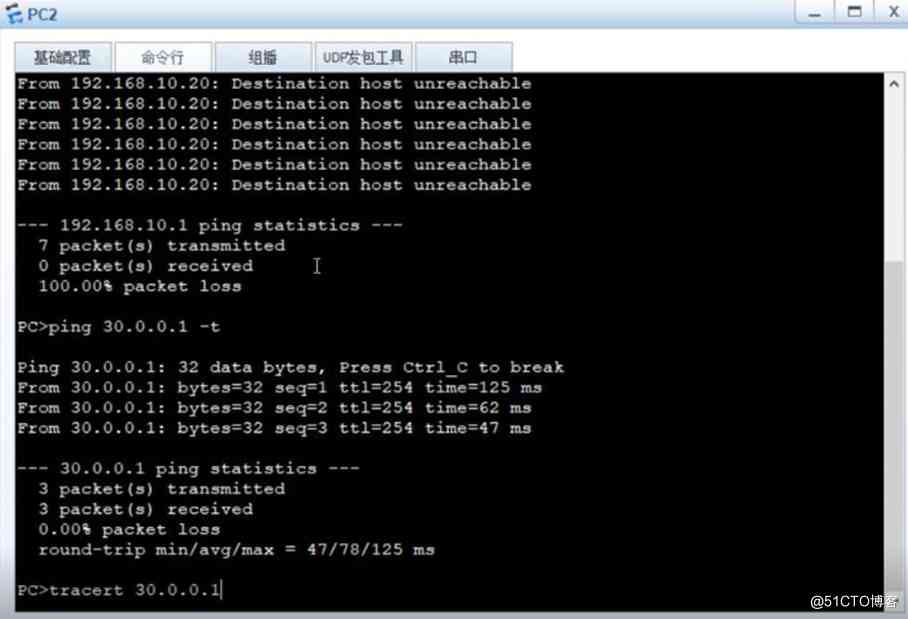 PC2
基础配置 命令行 组播 UDP发包工具 串口
From 192.168.10.20: Destination host unreachable
From 192.168.10.20: Destination host unreachable
From 192.168.10.20: Destination host unreachable
From 192.168.10.20: Destination host unreachable
From 192.168.10.20: Destination host unreachable
From 192.168.10.20: Destination host unreachable
--- 192.168.10.1 ping statistics ---
7 packet(s) transmitted
0 packet(s) received
100.00% packet loss
PC>ping 30.0.0.1 -t
Ping 30.0.0.1: 32 data bytes, Press Ctrl_C to break
From 30.0.0.1: bytes=32 seq=1 ttl=254 time=125 ms
From 30.0.0.1: bytes=32 seq=2 ttl=254 time=62 ms
From 30.0.0.1: bytes=32 seq=3 ttl=254 time=47 ms
--- 30.0.0.1 ping statistics ---
3 packet(s) transmitted
3 packet(s) received
0.00% packet loss
round-trip min/avg/max = 47/78/125 ms
PC>tracert 30.0.0.1
@51CTO博客